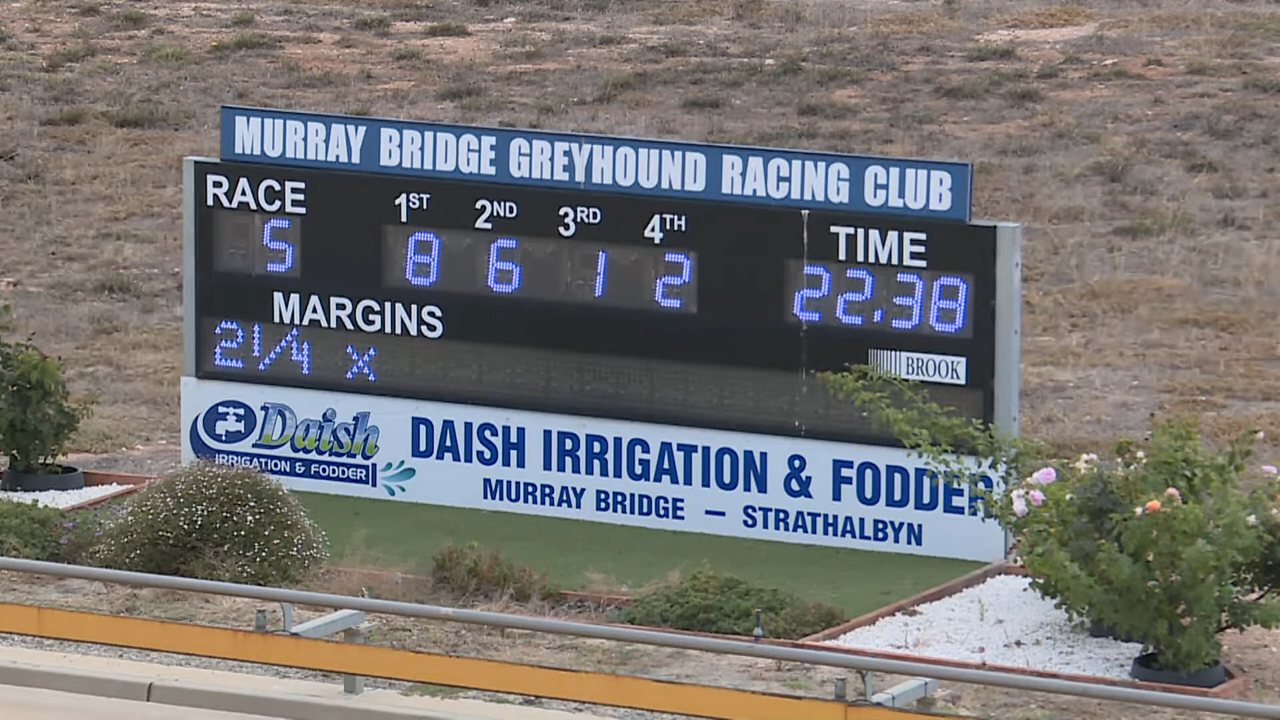 MURRAY BRIDGE GREYHOUND RACING CLUB
RACE 1ST 2ND 3RD 4TH TIME
5 8 6 1 2 22.38
MARGINS
2 1/4 X
BROOK
Daish
IRRIGATION & FODDER
DAISH IRRIGATION & FODDER
MURRAY BRIDGE – STRATHALBYN